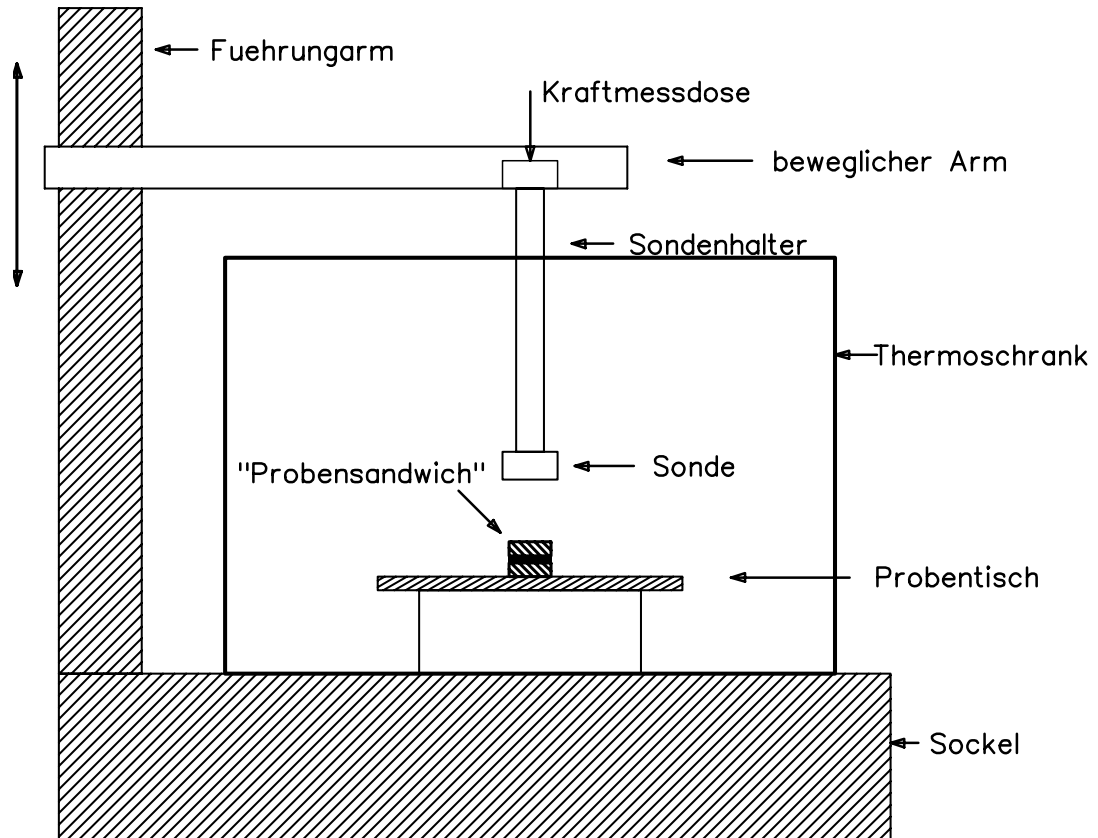 Fuehrungarm
Kraftmessdose
beweglicher Arm
Sondenhalter
Thermoschrank
"Probensandwich"
Sonde
Probentisch
Sockel